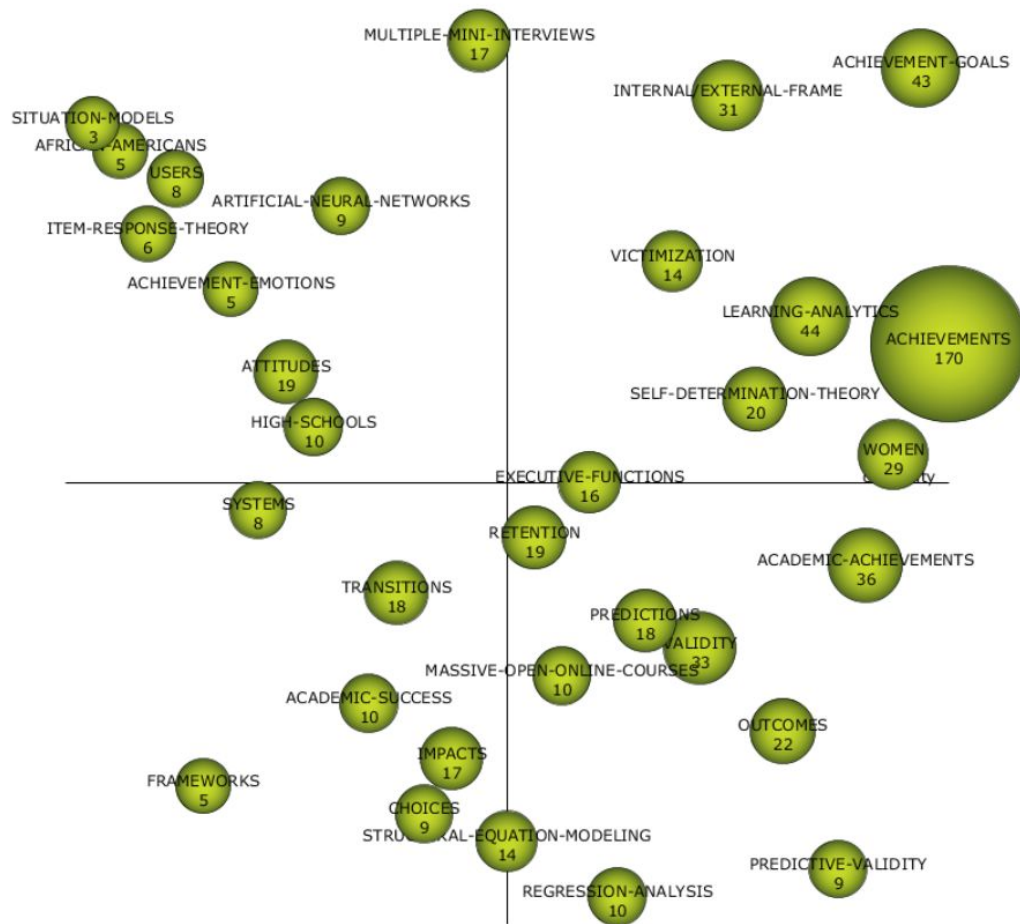 MULTIPLE-MINI-INTERVIEWS
17
ACHIEVEMENT-GOALS
43
INTERNAL/EXTERNAL-FRAME
31
SITUATION-MODELS
3
AFRICAN-AMERICANS
5
USERS
8
ARTIFICIAL-NEURAL-NETWORKS
9
ITEM-RESPONSE-THEORY
6
VICTIMIZATION
14
ACHIEVEMENT-EMOTIONS
5
LEARNING-ANALYTICS
44
ACHIEVEMENTS
170
ATTITUDES
19
SELF-DETERMINATION-THEORY
20
HIGH-SCHOOLS
10
WOMEN
29
EXECUTIVE-FUNCTIONS
16
SYSTEMS
8
RETENTION
19
ACADEMIC-ACHIEVEMENTS
36
TRANSITIONS
18
PREDICTIONS
18
VALIDITY
33
MASSIVE-OPEN-ONLINE-COURSES
10
ACADEMIC-SUCCESS
10
OUTCOMES
22
IMPACTS
17
FRAMEWORKS
5
CHOICES
9
STRUCTURAL-EQUATION-MODELING
14
PREDICTIVE-VALIDITY
9
REGRESSION-ANALYSIS
10